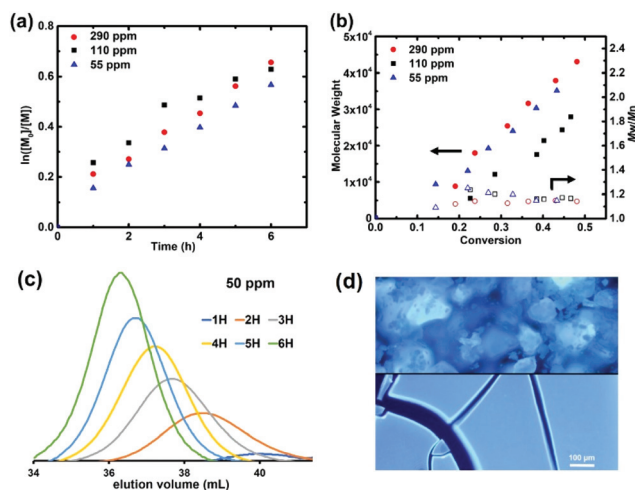 (a)
290 ppm
110 ppm
55 ppm
ln([M₀]/[M])
0.8
0.6
0.4
0.2
0.0
0 2 4 6
Time (h)
(b)
290 ppm
110 ppm
55 ppm
Molecular Weight
5x10⁴
4x10⁴
3x10⁴
2x10⁴
1x10⁴
0
2.4
2.2
2.0
1.8
1.6
1.4
1.2
1.0
Mw/Mn
0.0 0.1 0.2 0.3 0.4 0.5
Conversion
(c)
50 ppm
1H 2H 3H
4H 5H 6H
34 36 38 40
elution volume (mL)
(d)
100 µm